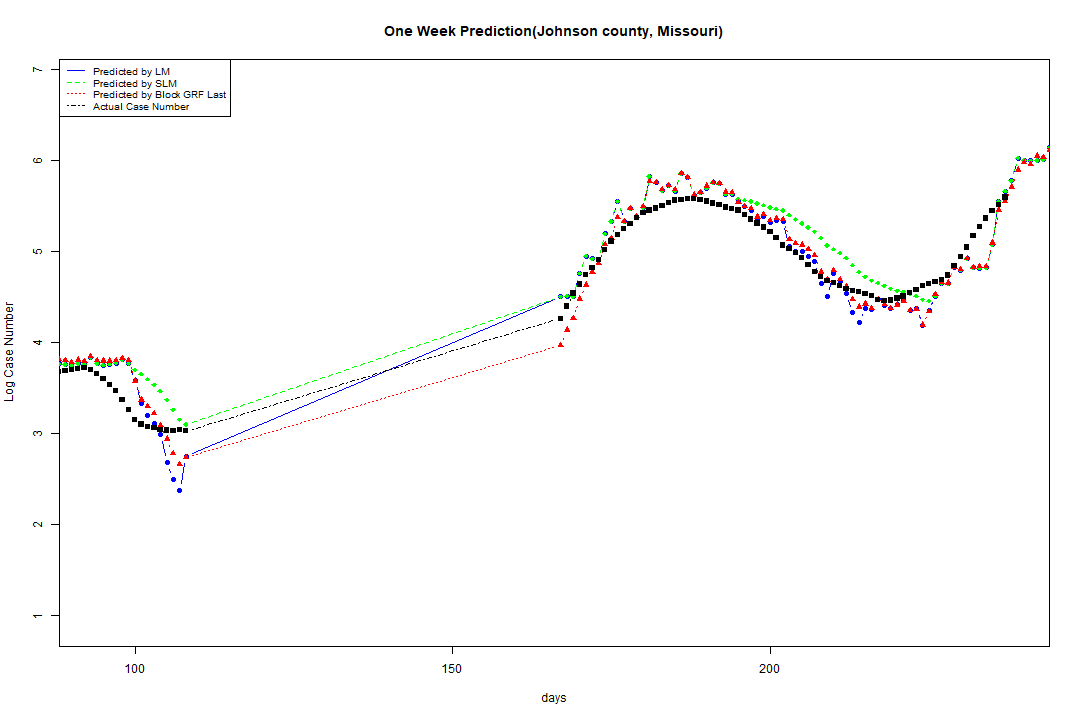 One Week Prediction(Johnson county, Missouri)
Predicted by LM
Predicted by SLM
Predicted by Block GRF Last
Actual Case Number
7
6
5
4
3
2
1
Log Case Number
100 150 200
days